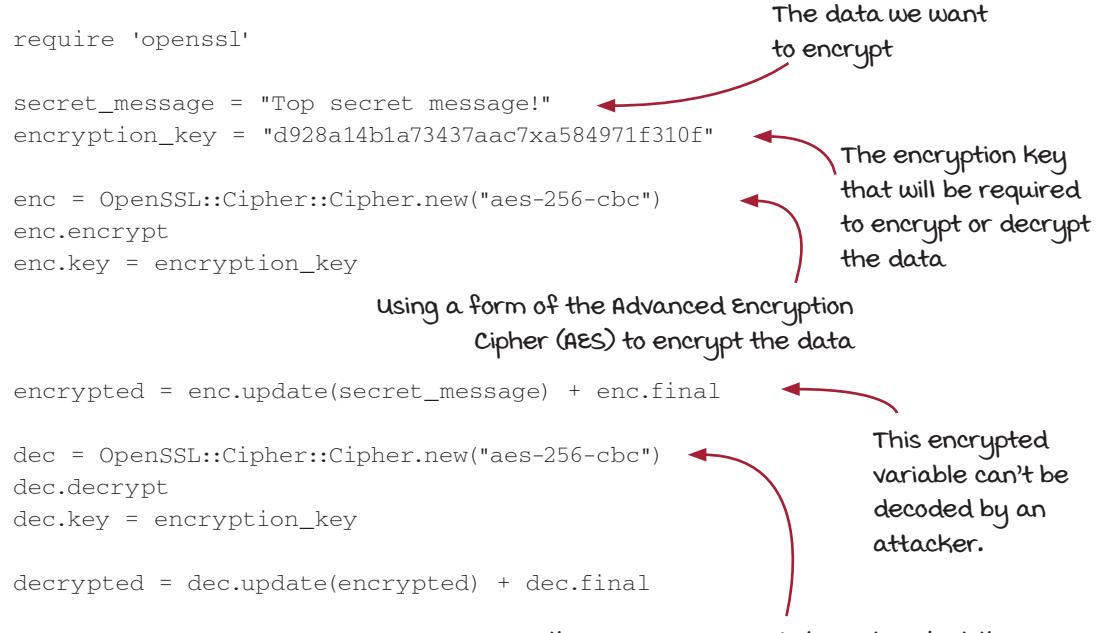 The data we want
to encrypt
require 'openssl'
secret_message = "Top secret message!"
encryption_key = "d928a14b1a73437aac7xa584971f310f"
The encryption key
that will be required
to encrypt or decrypt
the data
enc = OpenSSL::Cipher::Cipher.new("aes-256-cbc")
enc.encrypt
enc.key = encryption_key
Using a form of the Advanced Encryption
Cipher (AES) to encrypt the data
encrypted = enc.update(secret_message) + enc.final
This encrypted
variable can't be
decoded by an
attacker.
dec = OpenSSL::Cipher::Cipher.new("aes-256-cbc")
dec.decrypt
dec.key = encryption_key
decrypted = dec.update(encrypted) + dec.final